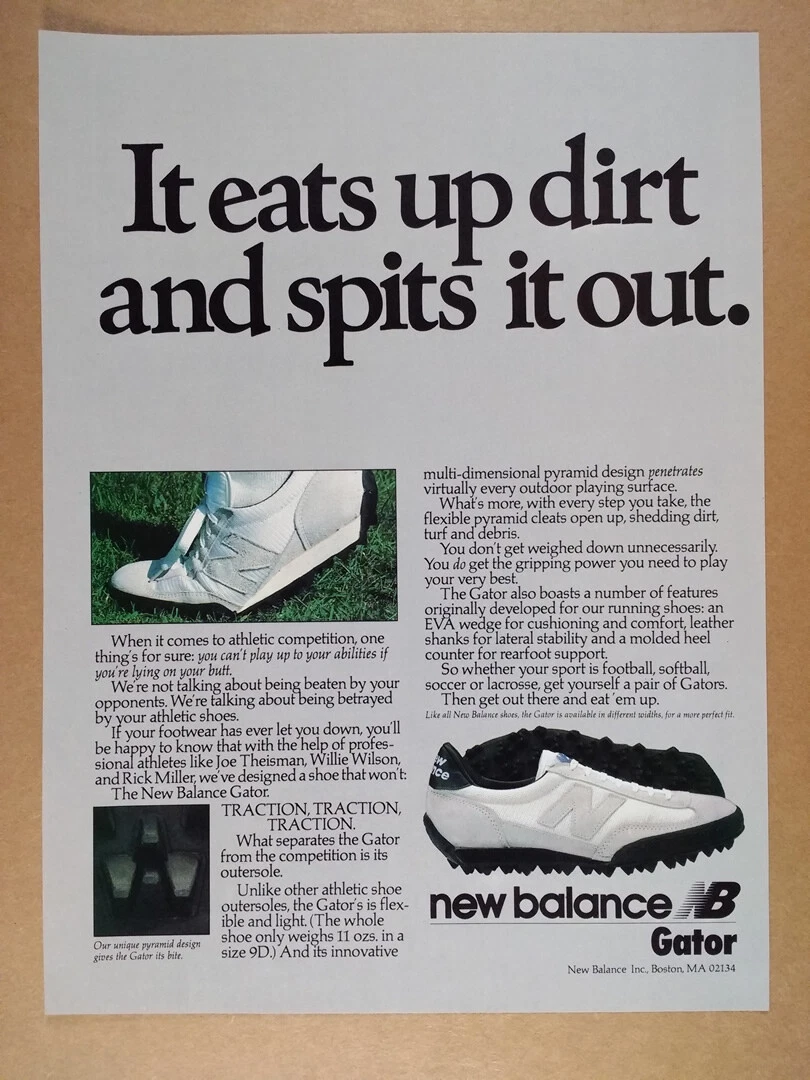 It eats up dirt
and spits it out.
When it comes to athletic competition, one
thing's for sure: you can't play up to your abilities if
you're lying on your butt.
We're not talking about being beaten by your
opponents. We're talking about being betrayed
by your athletic shoes.
If your footwear has ever let you down, you'll
be happy to know that with the help of profes-
sional athletes like Joe Theisman, Willie Wilson,
and Rick Miller, we've designed a shoe that won't:
The New Balance Gator.
TRACTION, TRACTION,
TRACTION.
What separates the Gator
from the competition is its
outersole.
Unlike other athletic shoe
outersoles, the Gator's is flex-
ible and light. (The whole
shoe only weighs 11 ozs. in a
size 9D.) And its innovative
Our unique pyramid design
gives the Gator its bite.
multi-dimensional pyramid design penetrates
virtually every outdoor playing surface.
What's more, with every step you take, the
flexible pyramid cleats open up, shedding dirt,
turf and debris.
You don't get weighed down unnecessarily.
You do get the gripping power you need to play
your very best.
The Gator also boasts a number of features
originally developed for our running shoes: an
EVA wedge for cushioning and comfort, leather
shanks for lateral stability and a molded heel
counter for rearfoot support.
So whether your sport is football, softball,
soccer or lacrosse, get yourself a pair of Gators.
Then get out there and eat 'em up.
Like all New Balance shoes, the Gator is available in different widths, for a more perfect fit.
N
new balance NB
Gator
New Balance Inc., Boston, MA 02134